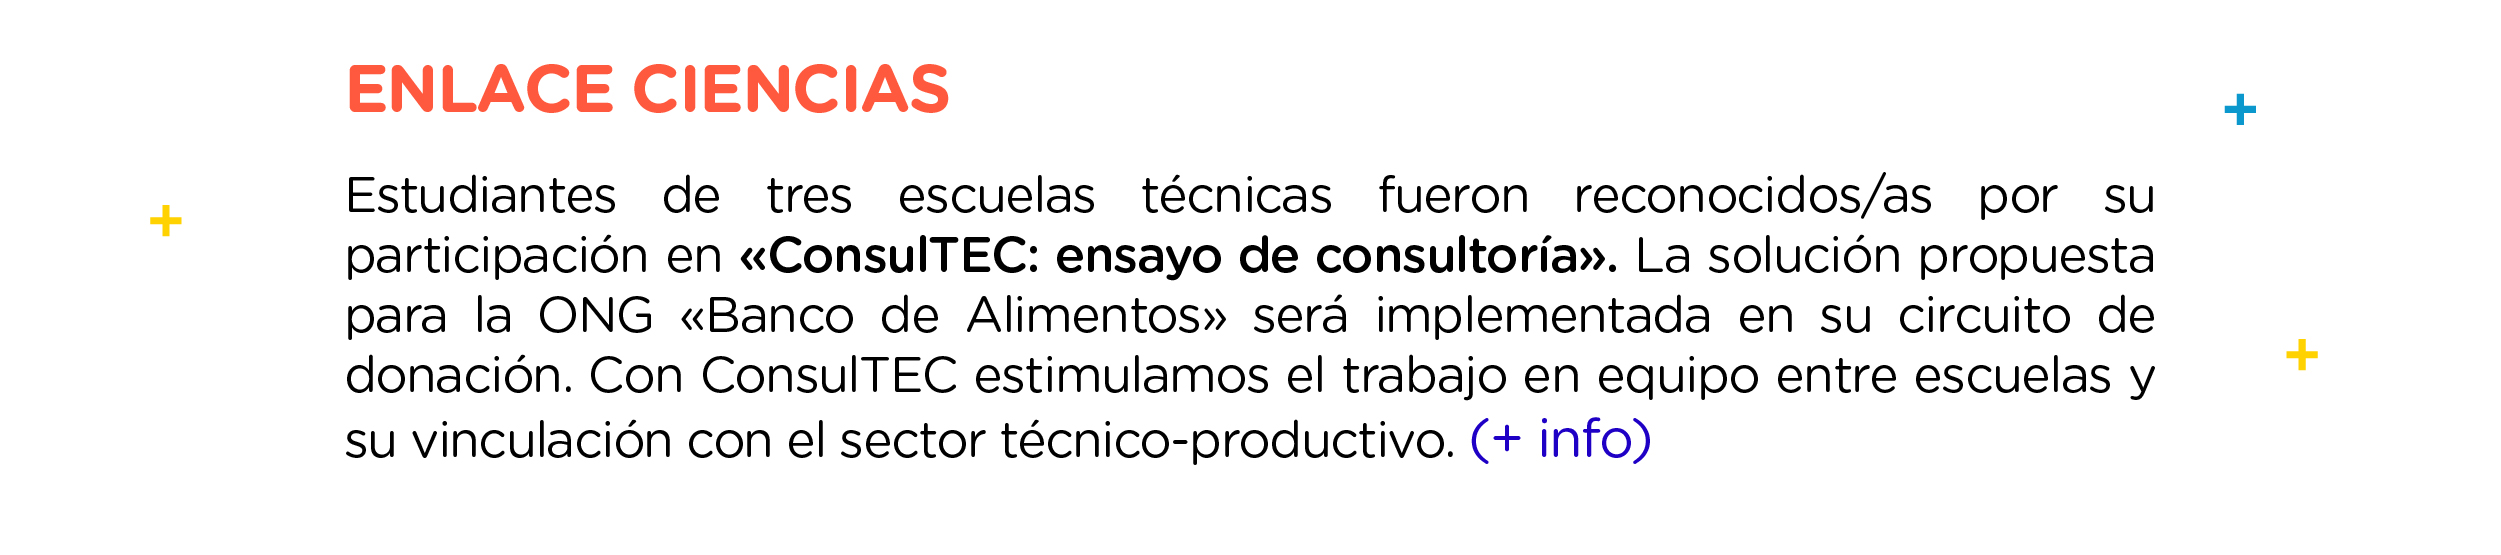 ENLACE CIENCIAS
Estudiantes de tres escuelas técnicas fueron reconocidos/as por su
participación en «ConsulTEC: ensayo de consultoría». La solución propuesta
para la ONG «Banco de Alimentos» será implementada en su circuito de
donación. Con ConsulTEC estimulamos el trabajo en equipo entre escuelas y
su vinculación con el sector técnico-productivo. (+ info)